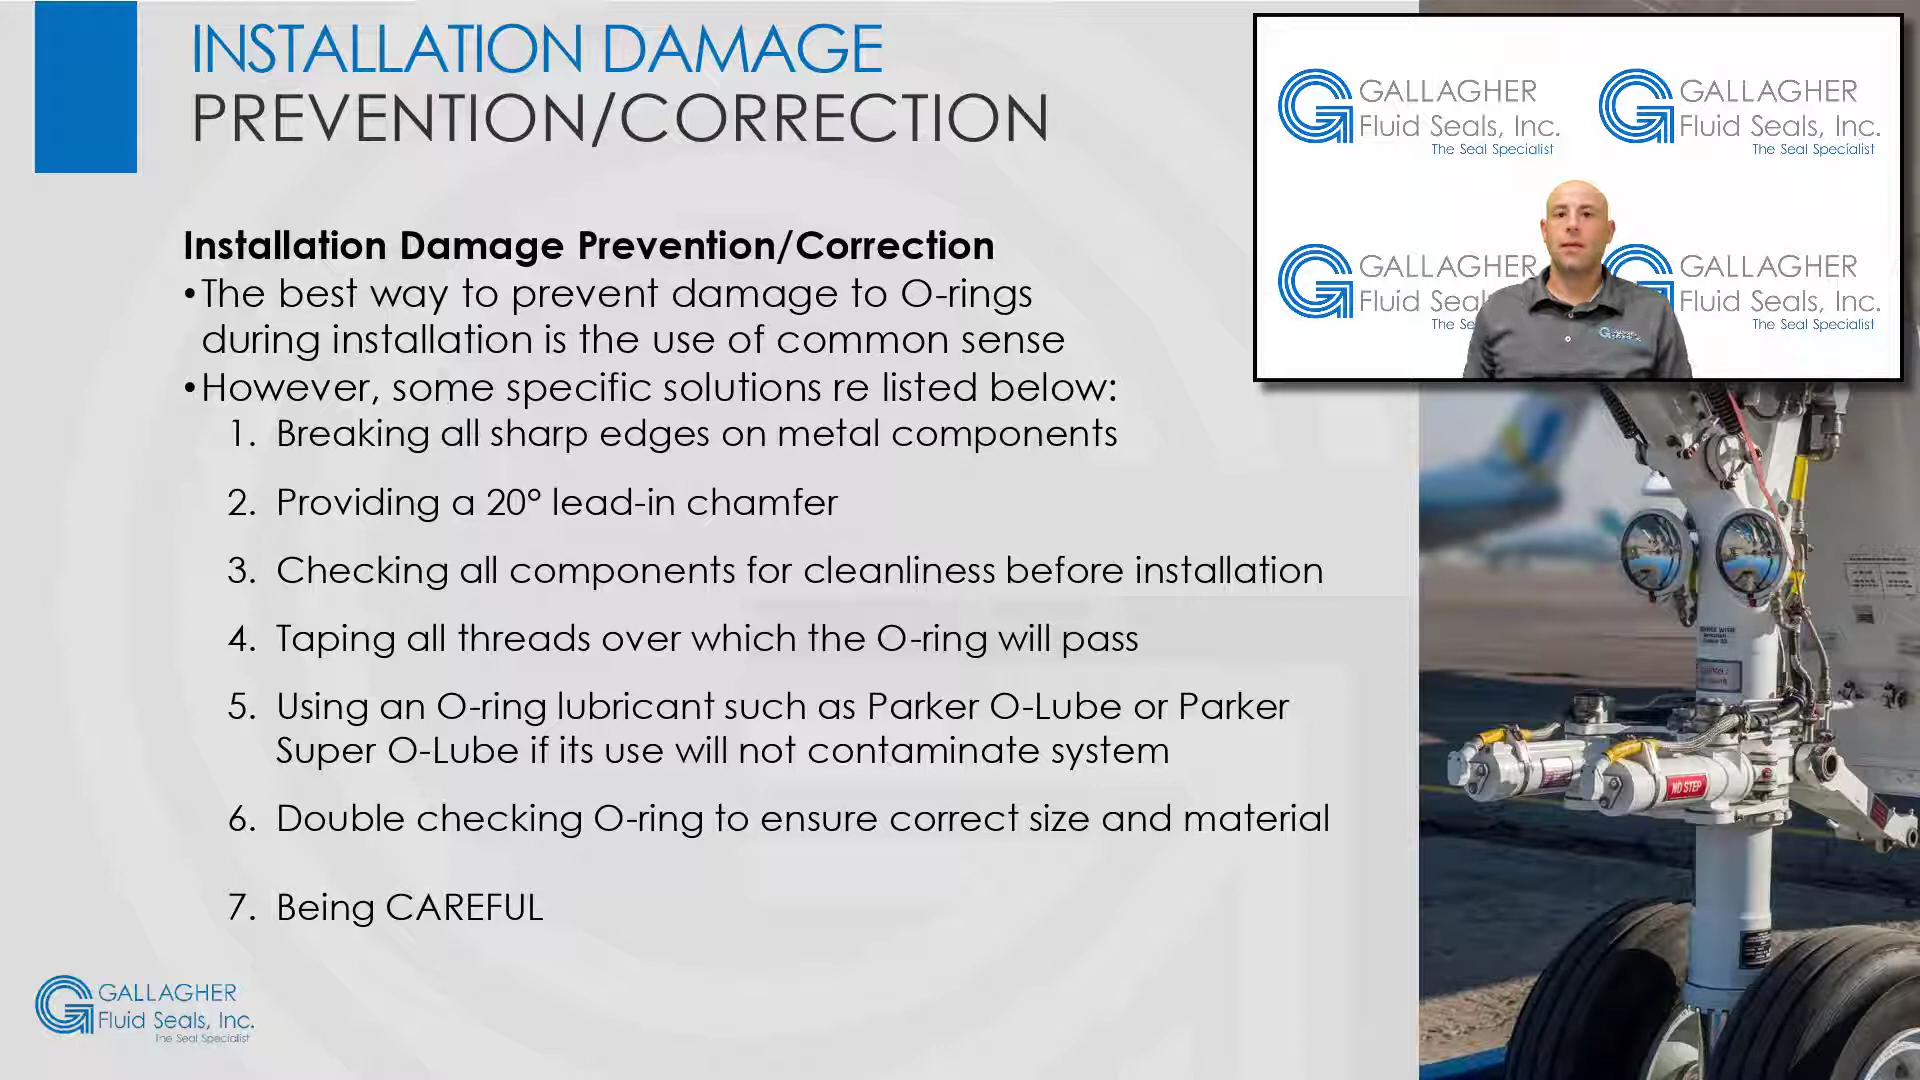 INSTALLATION DAMAGE
PREVENTION/CORRECTION
Installation Damage Prevention/Correction
•The best way to prevent damage to O-rings
during installation is the use of common sense
•However, some specific solutions re listed below:
1. Breaking all sharp edges on metal components
2. Providing a 20° lead-in chamfer
3. Checking all components for cleanliness before installation
4. Taping all threads over which the O-ring will pass
5. Using an O-ring lubricant such as Parker O-Lube or Parker
Super O-Lube if its use will not contaminate system
6. Double checking O-ring to ensure correct size and material
7. Being CAREFUL
GALLAGHER
Fluid Seals, Inc.
The Seal Specialist
GALLAGHER
Fluid Seals, Inc.
The Seal Specialist
GALLAGHER
Fluid Seals, Inc.
The Seal Specialist
GALLAGHER
Fluid Seal
The Se
GALLAGHER
Fluid Seals, Inc.
The Seal Specialist
NO STEP